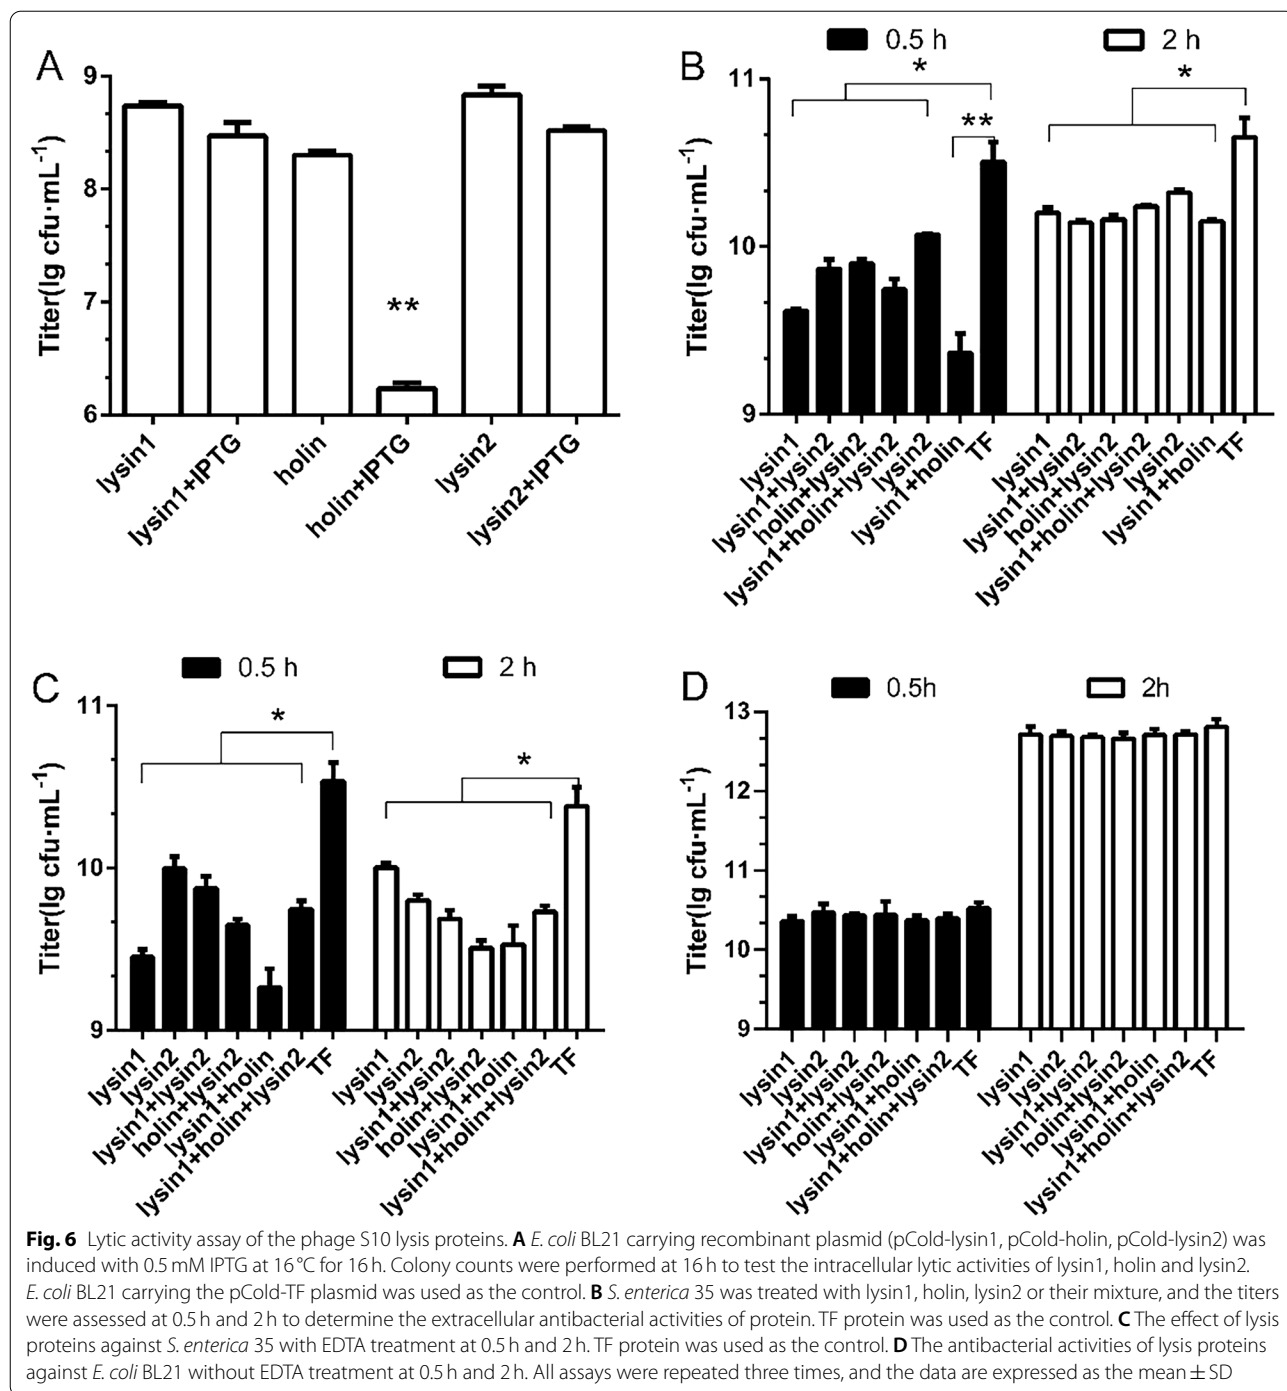 A
Titer(lg cfu·mL⁻¹)
9
8
7
6
**
lysin1
lysin1+IPTG
holin
holin+IPTG
lysin2
lysin2+IPTG
B
0.5 h
2 h
Titer(lg cfu·mL⁻¹)
11
10
9
*
**
*
lysin1
lysin1+lysin2
holin+lysin2
lysin1+holin+lysin2
lysin2
lysin1+holin
TF
lysin1
lysin1+lysin2
holin+lysin2
lysin1+holin+lysin2
lysin2
lysin1+holin
TF
C
0.5 h
2 h
Titer(lg cfu·mL⁻¹)
11
10
9
*
*
lysin1
lysin2
lysin1+lysin2
holin+lysin2
lysin1+holin
lysin1+holin+lysin2
TF
lysin1
lysin2
lysin1+lysin2
holin+lysin2
lysin1+holin
lysin1+holin+lysin2
TF
D
0.5h
2h
Titer(lg cfu·mL⁻¹)
13
12
11
10
9
lysin1
lysin2
lysin1+lysin2
holin+lysin2
lysin1+holin
lysin1+holin+lysin2
TF
lysin1
lysin2
lysin1+lysin2
holin+lysin2
lysin1+holin
lysin1+holin+lysin2
TF
Fig. 6 Lytic activity assay of the phage S10 lysis proteins. A E. coli BL21 carrying recombinant plasmid (pCold-lysin1, pCold-holin, pCold-lysin2) was
induced with 0.5 mM IPTG at 16 °C for 16 h. Colony counts were performed at 16 h to test the intracellular lytic activities of lysin1, holin and lysin2.
E. coli BL21 carrying the pCold-TF plasmid was used as the control. B S. enterica 35 was treated with lysin1, holin, lysin2 or their mixture, and the titers
were assessed at 0.5 h and 2 h to determine the extracellular antibacterial activities of protein. TF protein was used as the control. C The effect of lysis
proteins against S. enterica 35 with EDTA treatment at 0.5 h and 2 h. TF protein was used as the control. D The antibacterial activities of lysis proteins
against E. coli BL21 without EDTA treatment at 0.5 h and 2 h. All assays were repeated three times, and the data are expressed as the mean ± SD